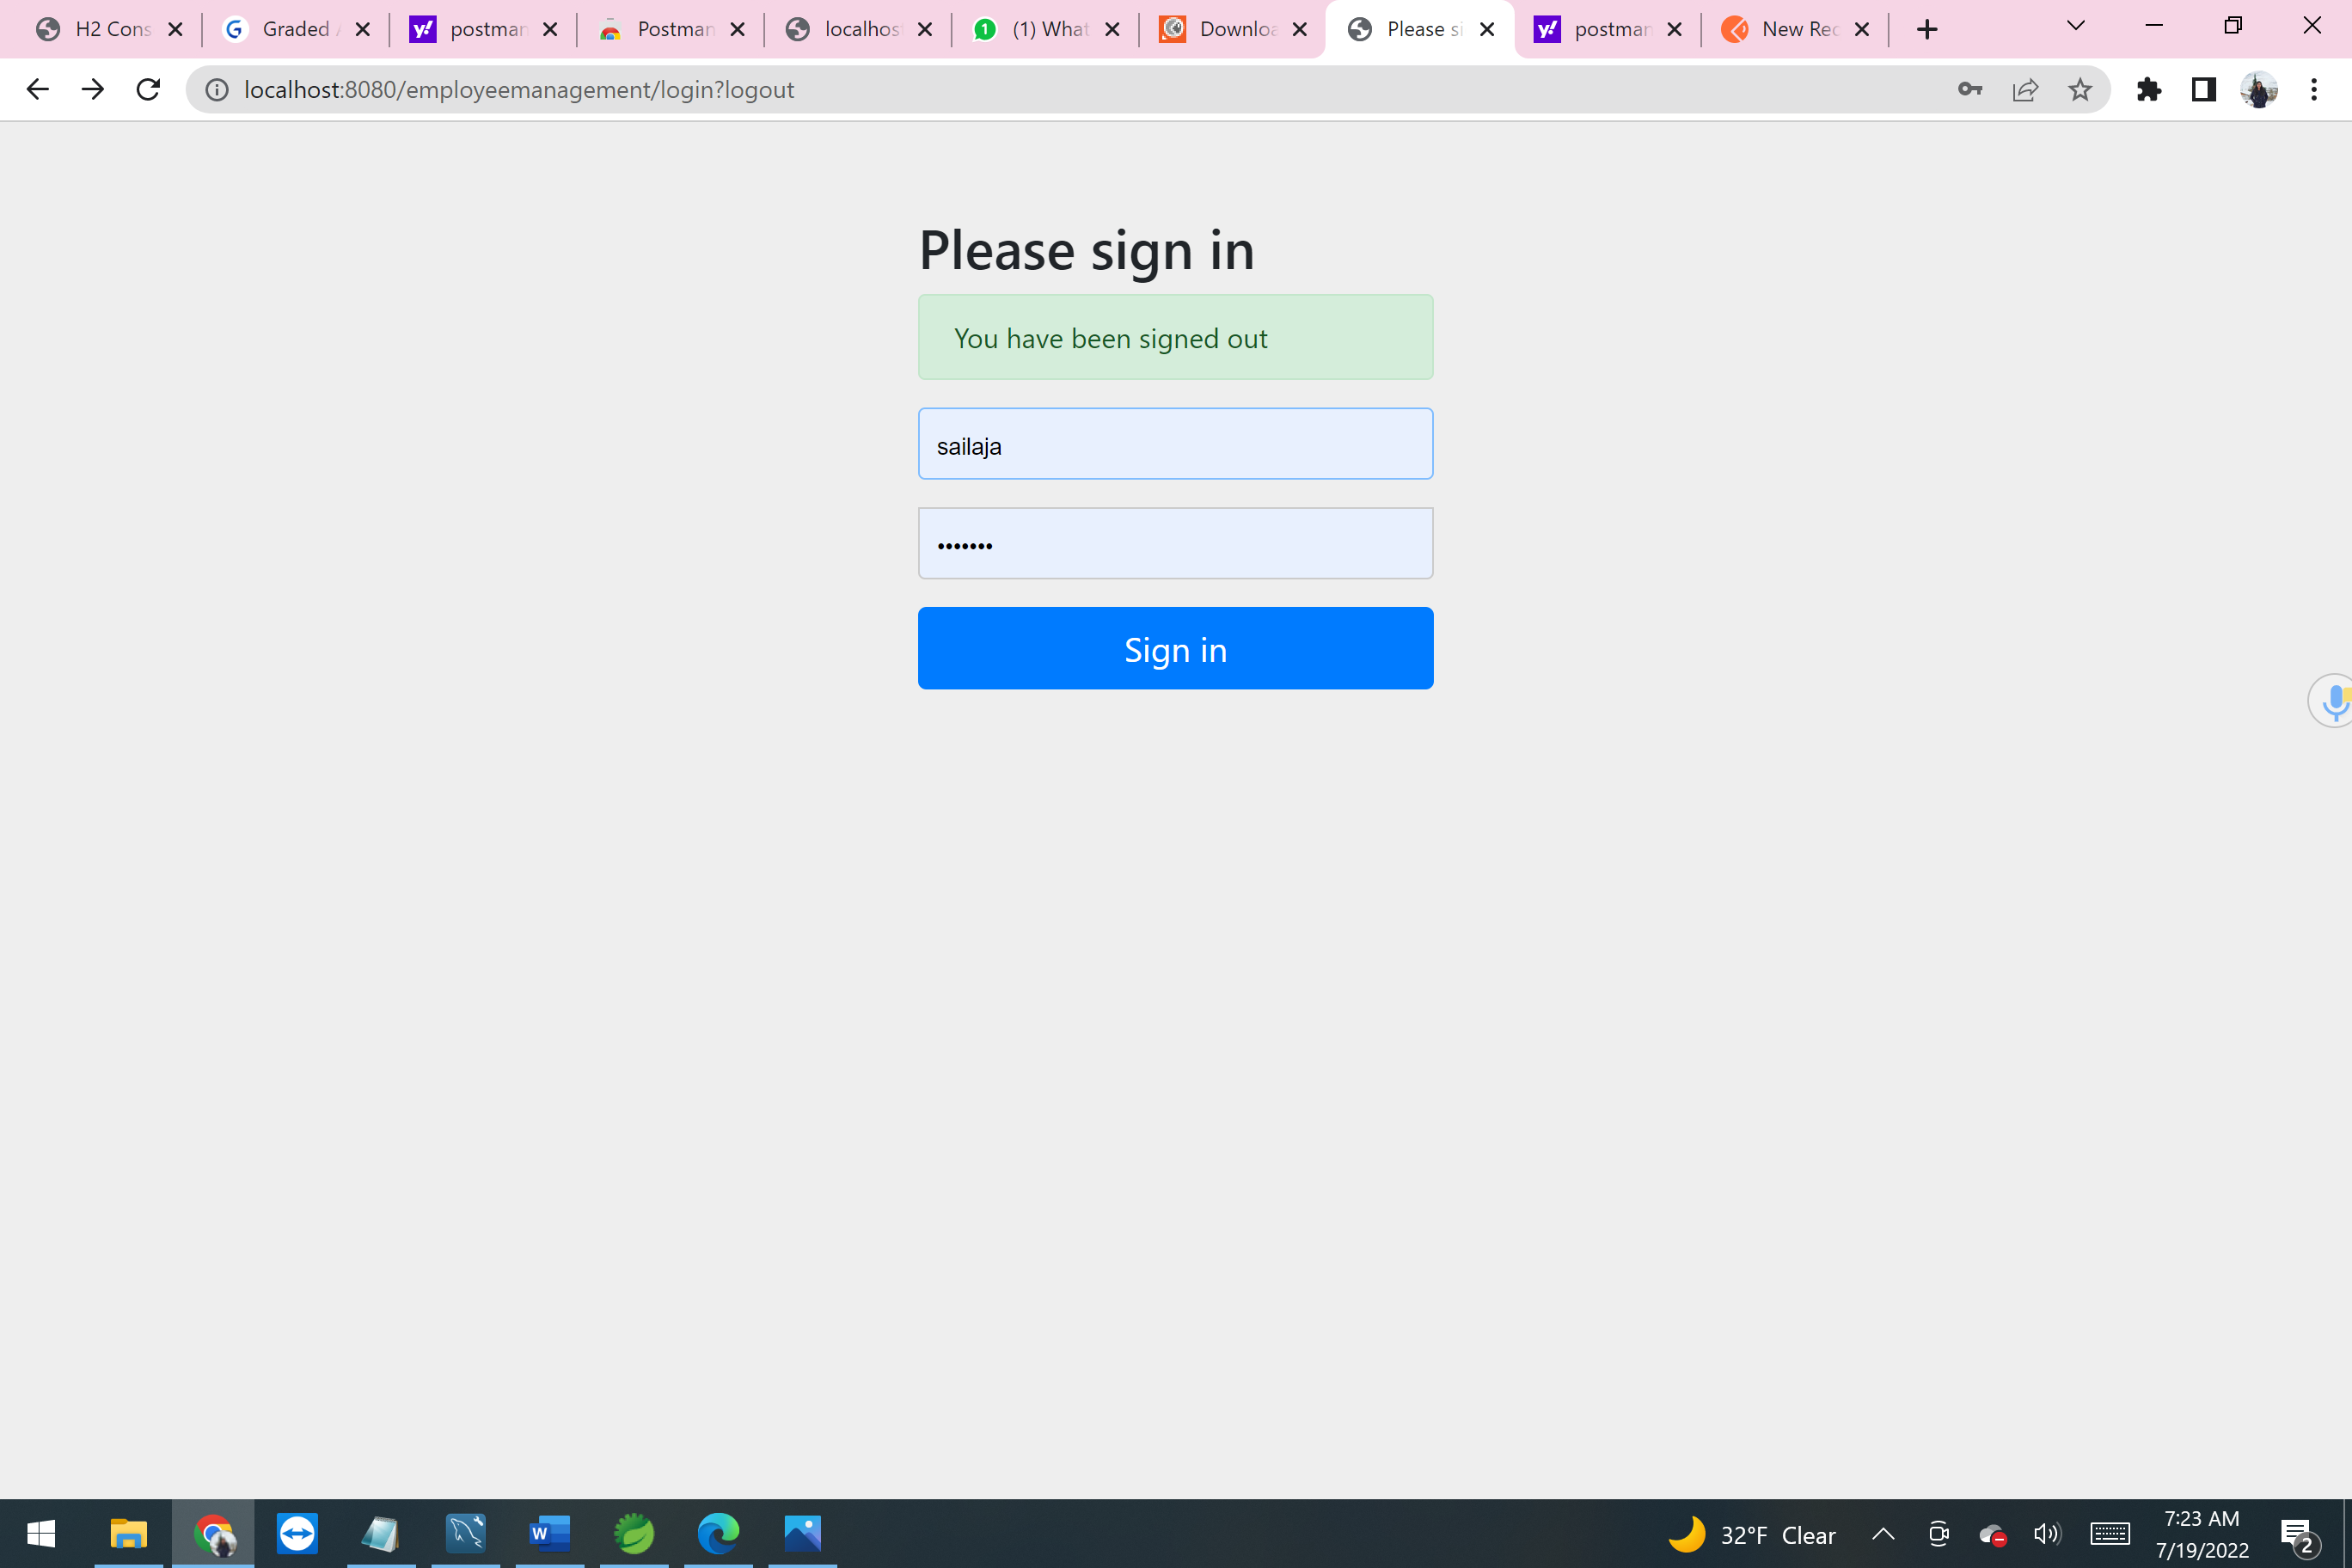 H2 Cons
Graded
postman
Postman
localhos
(1) What
Downloa
Please si
postman
New Rec
localhost:8080/employeemanagement/login?logout
Please sign in
You have been signed out
sailaja
•••••••
Sign in
32°F Clear
7:23 AM
7/19/2022
2